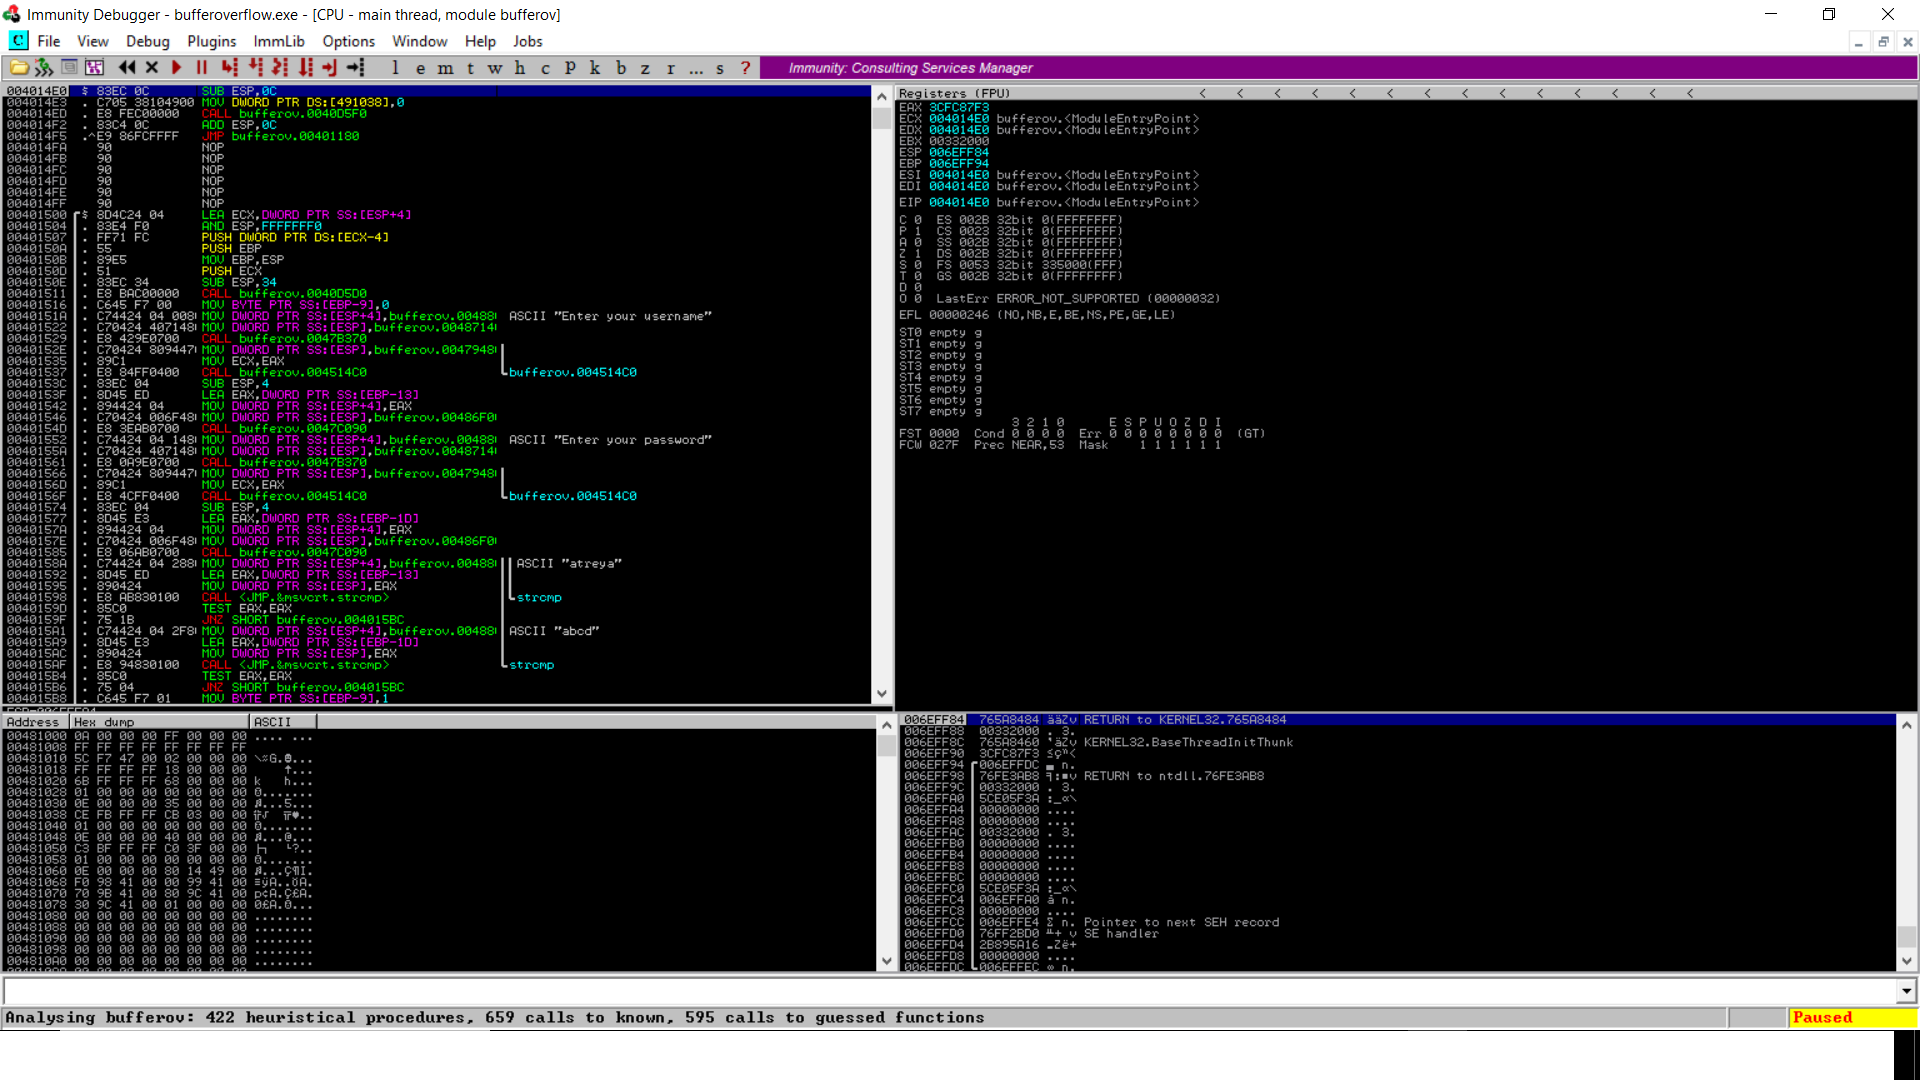 Immunity Debugger - bufferoverflow.exe - [CPU - main thread, module bufferov]
C File View Debug Plugins ImmLib Options Window Help Jobs
l e m t w h c P k b z r ... s ? Immunity: Consulting Services Manager
004014E0 $ 83EC 0C SUB ESP,0C
004014E3 . C705 38104900 MOV DWORD PTR DS:[491038],0
004014ED . E8 FEC00000 CALL bufferov.0040D5F0
004014F2 . 83C4 0C ADD ESP,0C
004014F5 .^E9 86FCFFFF JMP bufferov.00401180
004014FA 90 NOP
004014FB 90 NOP
004014FC 90 NOP
004014FD 90 NOP
004014FE 90 NOP
004014FF 90 NOP
00401500 $ 8D4C24 04 LEA ECX,DWORD PTR SS:[ESP+4]
00401504 . 83E4 F0 AND ESP,FFFFFFF0
00401507 . FF71 FC PUSH DWORD PTR DS:[ECX-4]
0040150A . 55 PUSH EBP
0040150B . 89E5 MOV EBP,ESP
0040150D . 51 PUSH ECX
0040150E . 83EC 34 SUB ESP,34
00401511 . E8 BAC00000 CALL bufferov.0040D5D0
00401516 . C645 F7 00 MOV BYTE PTR SS:[EBP-9],0
0040151A . C74424 04 008 MOV DWORD PTR SS:[ESP+4],bufferov.00488 ASCII "Enter your username"
00401522 . C70424 407148 MOV DWORD PTR SS:[ESP],bufferov.0048714
00401529 . E8 429E0700 CALL bufferov.0047B370
0040152E . C70424 809447 MOV DWORD PTR SS:[ESP],bufferov.0047948
00401535 . 89C1 MOV ECX,EAX
00401537 . E8 84FF0400 CALL bufferov.004514C0 bufferov.004514C0
0040153C . 83EC 04 SUB ESP,4
0040153F . 8D45 ED LEA EAX,DWORD PTR SS:[EBP-13]
00401542 . 894424 04 MOV DWORD PTR SS:[ESP+4],EAX
00401546 . C70424 006F48 MOV DWORD PTR SS:[ESP],bufferov.00486F0
0040154D . E8 3EAB0700 CALL bufferov.0047C090
00401552 . C74424 04 148 MOV DWORD PTR SS:[ESP+4],bufferov.00488 ASCII "Enter your password"
0040155A . C70424 407148 MOV DWORD PTR SS:[ESP],bufferov.0048714
00401561 . E8 0A9E0700 CALL bufferov.0047B370
00401566 . C70424 809447 MOV DWORD PTR SS:[ESP],bufferov.0047948
0040156D . 89C1 MOV ECX,EAX
0040156F . E8 4CFF0400 CALL bufferov.004514C0 bufferov.004514C0
00401574 . 83EC 04 SUB ESP,4
00401577 . 8D45 E3 LEA EAX,DWORD PTR SS:[EBP-1D]
0040157A . 894424 04 MOV DWORD PTR SS:[ESP+4],EAX
0040157E . C70424 006F48 MOV DWORD PTR SS:[ESP],bufferov.00486F0
00401585 . E8 06AB0700 CALL bufferov.0047C090
0040158A . C74424 04 288 MOV DWORD PTR SS:[ESP+4],bufferov.00488 ASCII "atreya"
00401592 . 8D45 ED LEA EAX,DWORD PTR SS:[EBP-13]
00401595 . 890424 MOV DWORD PTR SS:[ESP],EAX
00401598 . E8 AB830100 CALL <JMP.&msvcrt.strcmp> strcmp
0040159D . 85C0 TEST EAX,EAX
0040159F . 75 1B JNZ SHORT bufferov.004015BC
004015A1 . C74424 04 2F8 MOV DWORD PTR SS:[ESP+4],bufferov.00488 ASCII "abcd"
004015A9 . 8D45 E3 LEA EAX,DWORD PTR SS:[EBP-1D]
004015AC . 890424 MOV DWORD PTR SS:[ESP],EAX
004015AF . E8 94830100 CALL <JMP.&msvcrt.strcmp> strcmp
004015B4 . 85C0 TEST EAX,EAX
004015B6 . 75 04 JNZ SHORT bufferov.004015BC
004015B8 . C645 F7 01 MOV BYTE PTR SS:[EBP-9],1
Registers (FPU) < < < < < < < < < < < < < <
EAX 3CFC87F3
ECX 004014E0 bufferov.<ModuleEntryPoint>
EDX 004014E0 bufferov.<ModuleEntryPoint>
EBX 00332000
ESP 006EFF84
EBP 006EFF94
ESI 004014E0 bufferov.<ModuleEntryPoint>
EDI 004014E0 bufferov.<ModuleEntryPoint>
EIP 004014E0 bufferov.<ModuleEntryPoint>
C 0 ES 002B 32bit 0(FFFFFFFF)
P 1 CS 0023 32bit 0(FFFFFFFF)
A 0 SS 002B 32bit 0(FFFFFFFF)
Z 1 DS 002B 32bit 0(FFFFFFFF)
S 0 FS 0053 32bit 335000(FFF)
T 0 GS 002B 32bit 0(FFFFFFFF)
D 0
O 0 LastErr ERROR_NOT_SUPPORTED (00000032)
EFL 00000246 (NO,NB,E,BE,NS,PE,GE,LE)
ST0 empty g
ST1 empty g
ST2 empty g
ST3 empty g
ST4 empty g
ST5 empty g
ST6 empty g
ST7 empty g
3 2 1 0 E S P U O Z D I
FST 0000 Cond 0 0 0 0 Err 0 0 0 0 0 0 0 0 (GT)
FCW 027F Prec NEAR,53 Mask 1 1 1 1 1 1
Address Hex dump ASCII
00481000 0A 00 00 00 FF 00 00 00
00481008 FF FF FF FF FF FF FF FF
00481010 5C F7 47 00 02 00 00 00
00481018 FF FF FF FF 18 00 00 00
00481020 6B FF FF FF 68 00 00 00
00481028 01 00 00 00 00 00 00 00
00481030 0E 00 00 00 35 00 00 00
00481038 CE FB FF FF CB 03 00 00
00481040 01 00 00 00 00 00 00 00
00481048 0E 00 00 00 40 00 00 00
00481050 C3 BF FF FF C0 3F 00 00
00481058 01 00 00 00 00 00 00 00
00481060 0E 00 00 00 80 14 49 00
00481068 F0 98 41 00 00 99 41 00
00481070 70 9B 41 00 80 9C 41 00
00481078 30 9C 41 00 01 00 00 00
00481080 00 00 00 00 00 00 00 00
00481088 00 00 00 00 00 00 00 00
00481090 00 00 00 00 00 00 00 00
00481098 00 00 00 00 00 00 00 00
004810A0 00 00 00 00 00 00 00 00
006EFF84 765A8484 RETURN to KERNEL32.765A8484
006EFF88 00332000
006EFF8C 765A8460 KERNEL32.BaseThreadInitThunk
006EFF90 3CFC87F3
006EFF94 006EFFDC
006EFF98 76FE3AB8 RETURN to ntdll.76FE3AB8
006EFF9C 00332000
006EFFA0 5CE05F3A
006EFFA4 00000000
006EFFA8 00000000
006EFFAC 00332000
006EFFB0 00000000
006EFFB4 00000000
006EFFB8 00000000
006EFFBC 00000000
006EFFC0 5CE05F3A
006EFFC4 006EFFA0
006EFFC8 00000000
006EFFCC 006EFFE4 Pointer to next SEH record
006EFFD0 76FF2BD0 SE handler
006EFFD4 2B895A16
006EFFD8 00000000
006EFFDC 006EFFEC
Analysing bufferov: 422 heuristical procedures, 659 calls to known, 595 calls to guessed functions
Paused